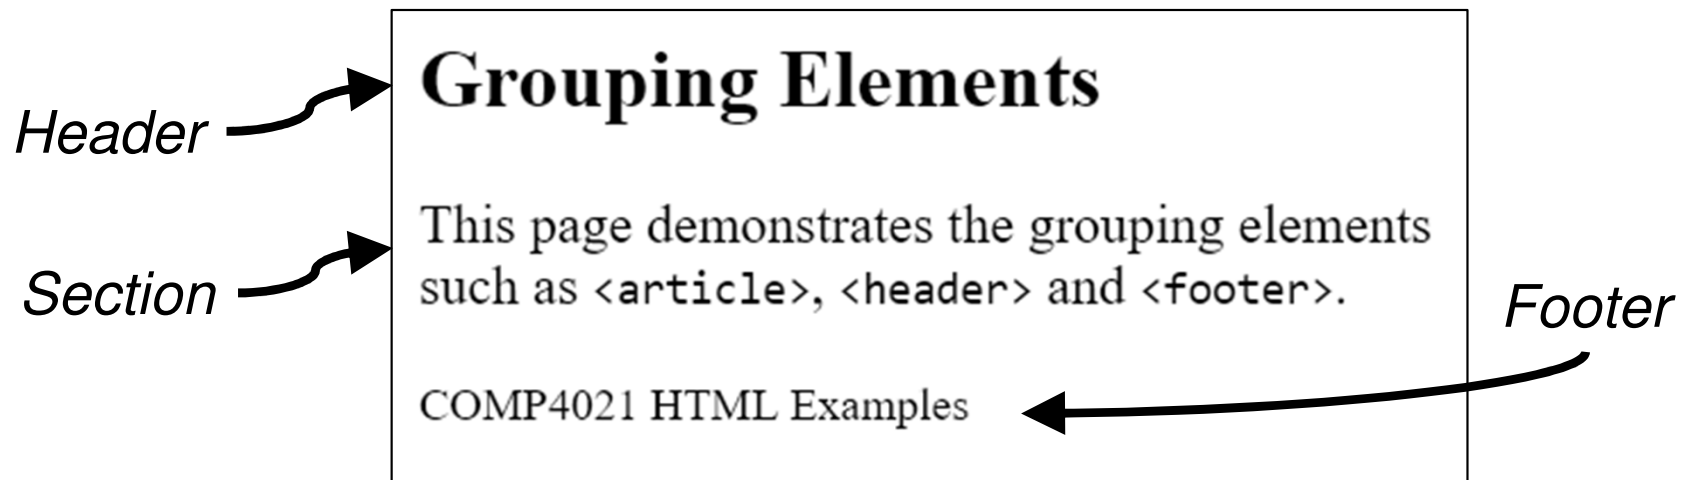 Grouping Elements
Header
This page demonstrates the grouping elements
Section
such as <article>, <header> and <footer>.
Footer
COMP4021 HTML Examples